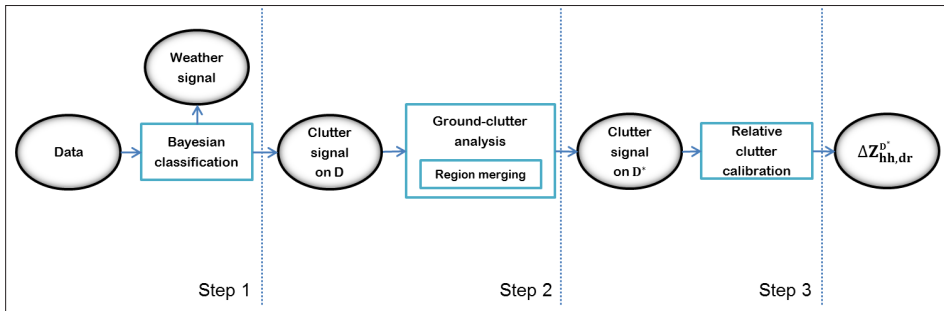 Weather
signal
Data
Bayesian
classification
Clutter
signal
on D
Ground-clutter
analysis
Region merging
Clutter
signal
on D*
Relative
clutter
calibration
ΔZ^{D*}_{hh,dr}
Step 1
Step 2
Step 3